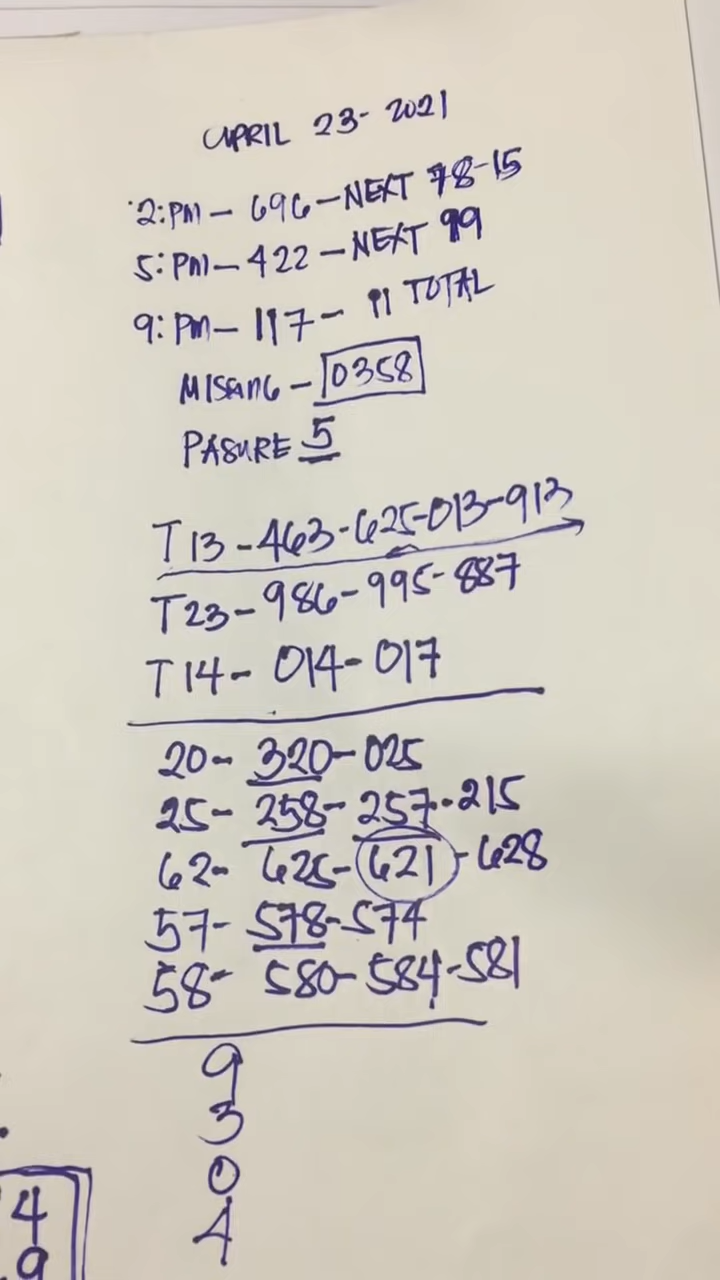 APRIL 23-2021
2:PM-696-NEXT 78-15
5:PM-422-NEXT 99
9:PM-117-11 TOTAL
MISSING-0358
PASURE 5
T13-463-625-013-913
T23-986-995-887
T14-014-017
20-320-025
25-258-257-215
62-625-621-628
57-578-574
58-580-584-581
9
3
0
4
4
9